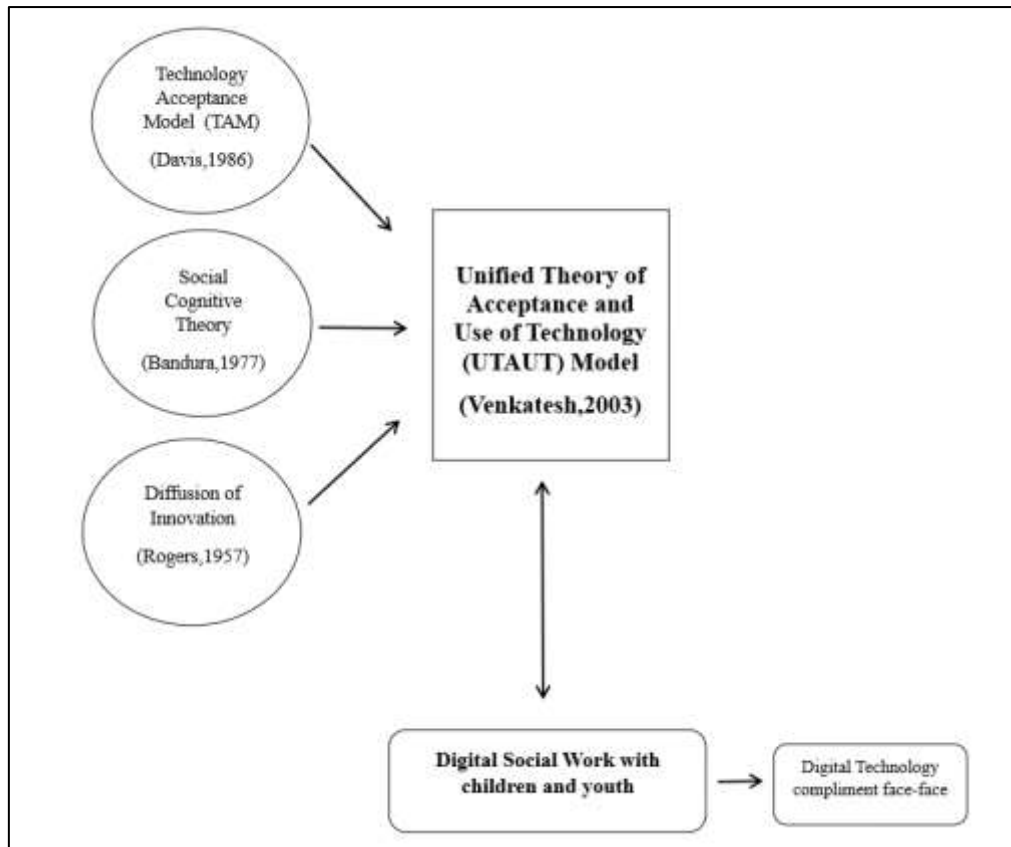 Technology
Acceptance
Model (TAM)
(Davis,1986)
Social
Cognitive
Theory
(Bandura,1977)
Diffusion of
Innovation
(Rogers,1957)
Unified Theory of
Acceptance and
Use of Technology
(UTAUT) Model
(Venkatesh,2003)
Digital Social Work with
children and youth
Digital Technology
compliment face-face